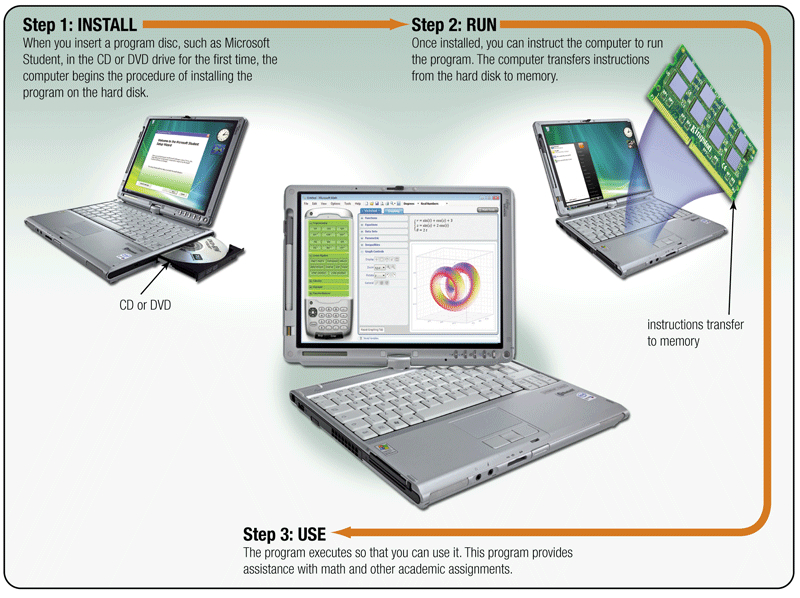 Step 1: INSTALL
When you insert a program disc, such as Microsoft
Student, in the CD or DVD drive for the first time, the
computer begins the procedure of installing the
program on the hard disk.
Step 2: RUN
Once installed, you can instruct the computer to run
the program. The computer transfers instructions
from the hard disk to memory.
Kingston
CD or DVD
instructions transfer
to memory
Step 3: USE
The program executes so that you can use it. This program provides
assistance with math and other academic assignments.